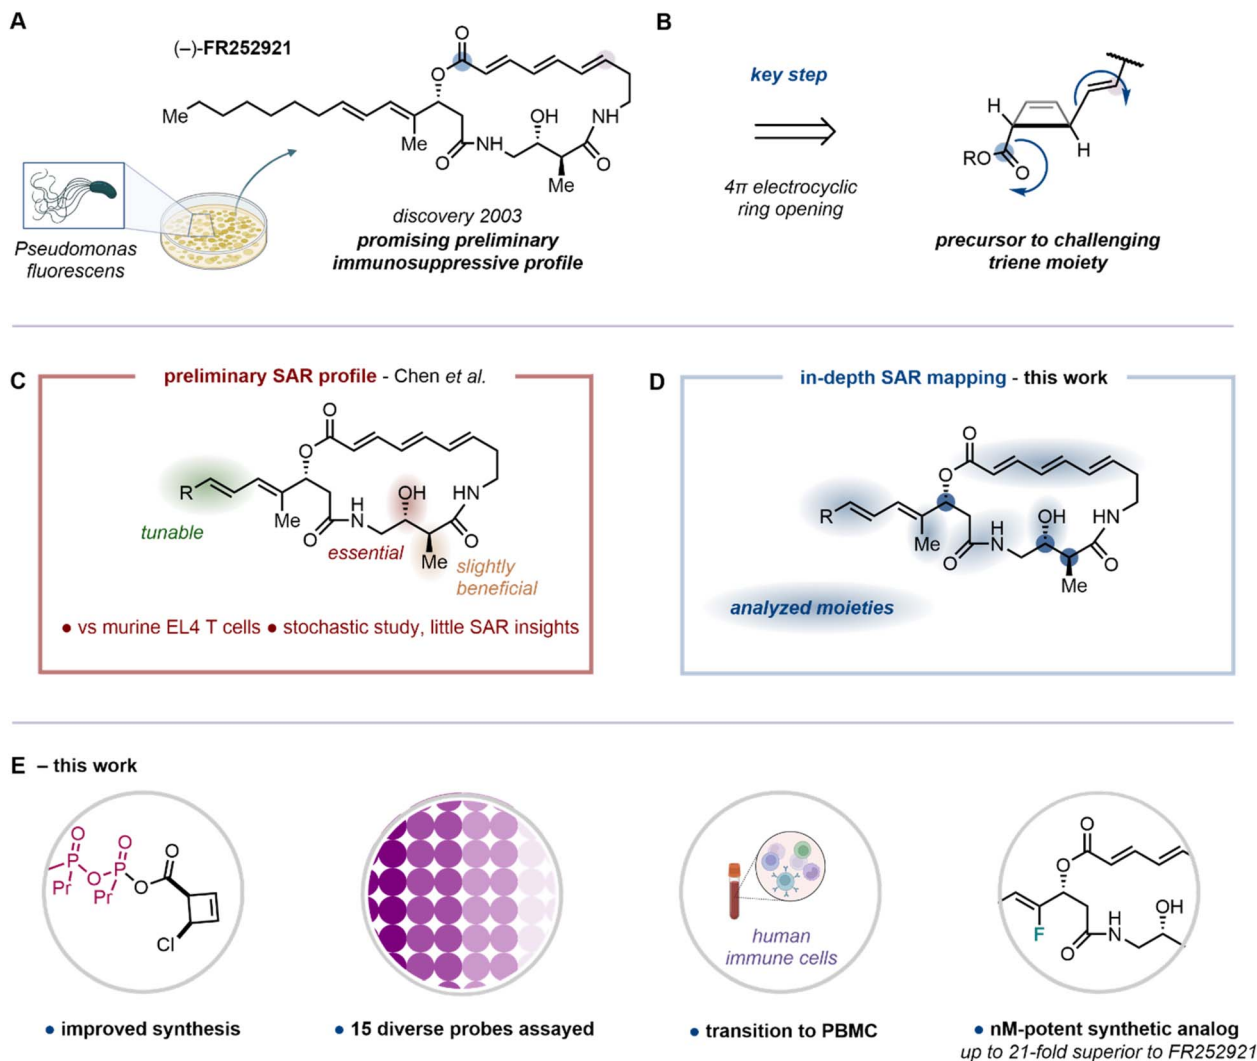 A
(–)-FR252921
O
O
Me
Me
O
NH
OH
Me
O
NH
Pseudomonas
fluorescens
discovery 2003
promising preliminary
immunosuppressive profile
B
key step
4π electrocyclic
ring opening
H
H
RO
O
precursor to challenging
triene moiety
C
preliminary SAR profile - Chen et al.
O
O
R
Me
tunable
O
H
N
OH
essential
HN
O
Me
slightly
beneficial
● vs murine EL4 T cells ● stochastic study, little SAR insights
D
in-depth SAR mapping - this work
O
O
R
Me
O
H
N
OH
HN
O
Me
analyzed moieties
E – this work
O
P
Pr
O
O
P
Pr
O
O
Cl
● improved synthesis
● 15 diverse probes assayed
human
immune cells
● transition to PBMC
O
O
F
O
H
N
OH
● nM-potent synthetic analog
up to 21-fold superior to FR252921